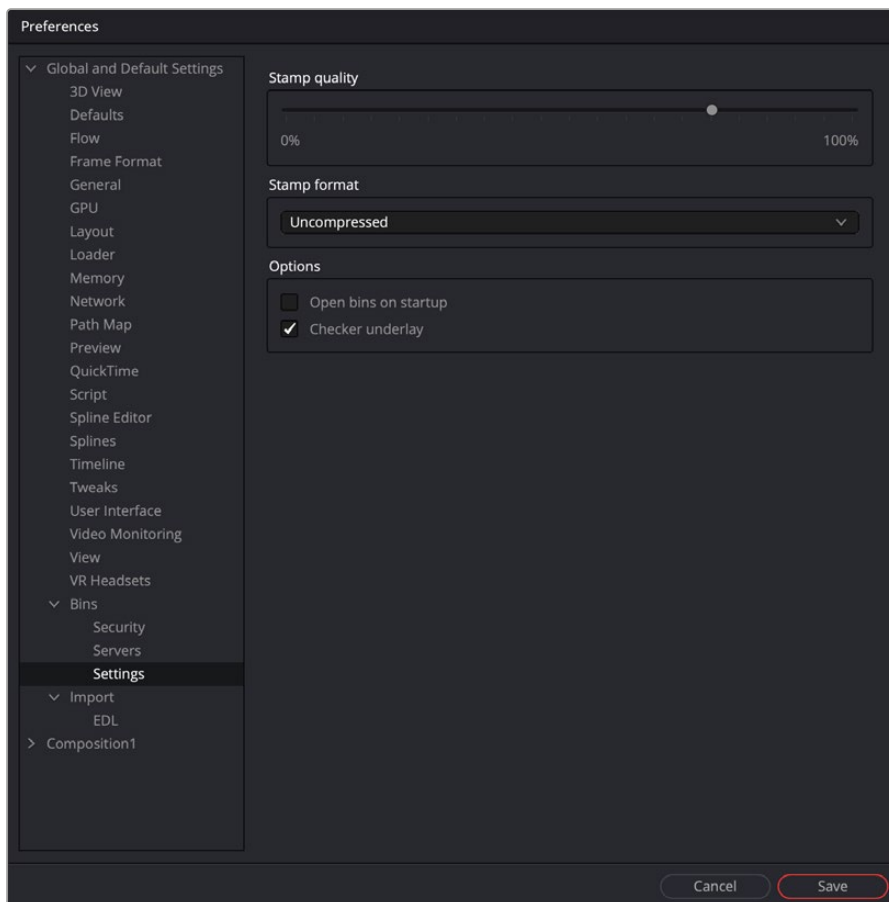 Preferences
Global and Default Settings
3D View
Defaults
Flow
Frame Format
General
GPU
Layout
Loader
Memory
Network
Path Map
Preview
QuickTime
Script
Spline Editor
Splines
Timeline
Tweaks
User Interface
Video Monitoring
View
VR Headsets
Bins
Security
Servers
Settings
Import
EDL
Composition1
Stamp quality
0% 100%
Stamp format
Uncompressed
Options
Open bins on startup
Checker underlay
Cancel Save